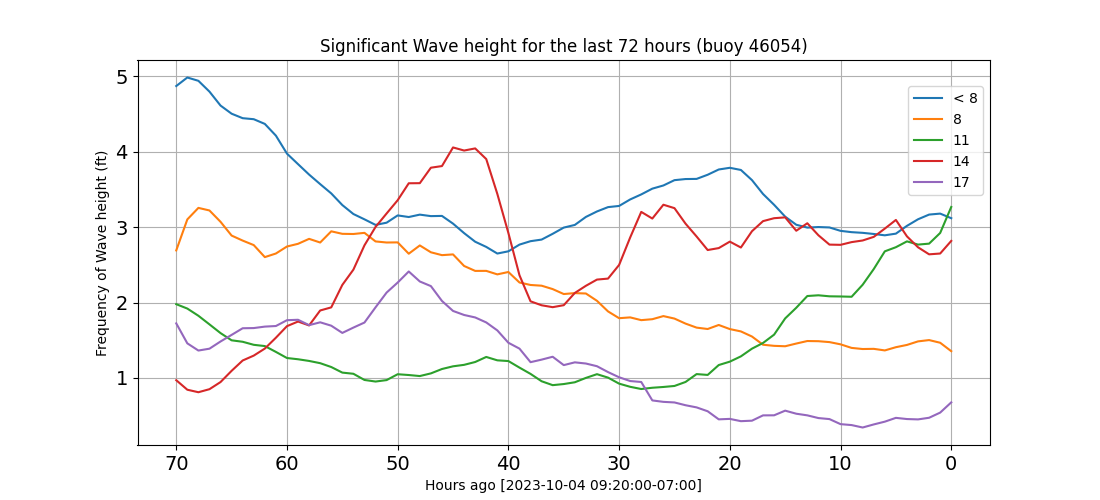 Significant Wave height for the last 72 hours (buoy 46054)
Frequency of Wave height (ft)
5
4
3
2
1
< 8
8
11
14
17
70 60 50 40 30 20 10 0
Hours ago [2023-10-04 09:20:00-07:00]